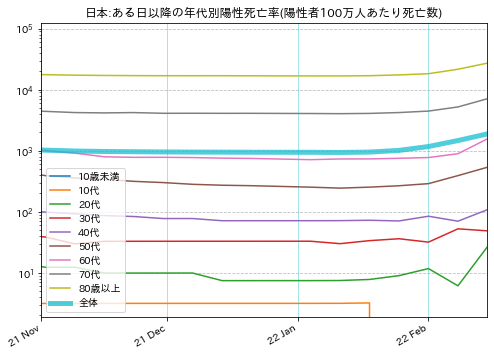 日本:ある日以降の年代別陽性死亡率(陽性者100万人あたり死亡数)
10^5
10^4
10^3
10^2
10^1
10歳未満
10代
20代
30代
40代
50代
60代
70代
80歳以上
全体
21 Nov
21 Dec
22 Jan
22 Feb